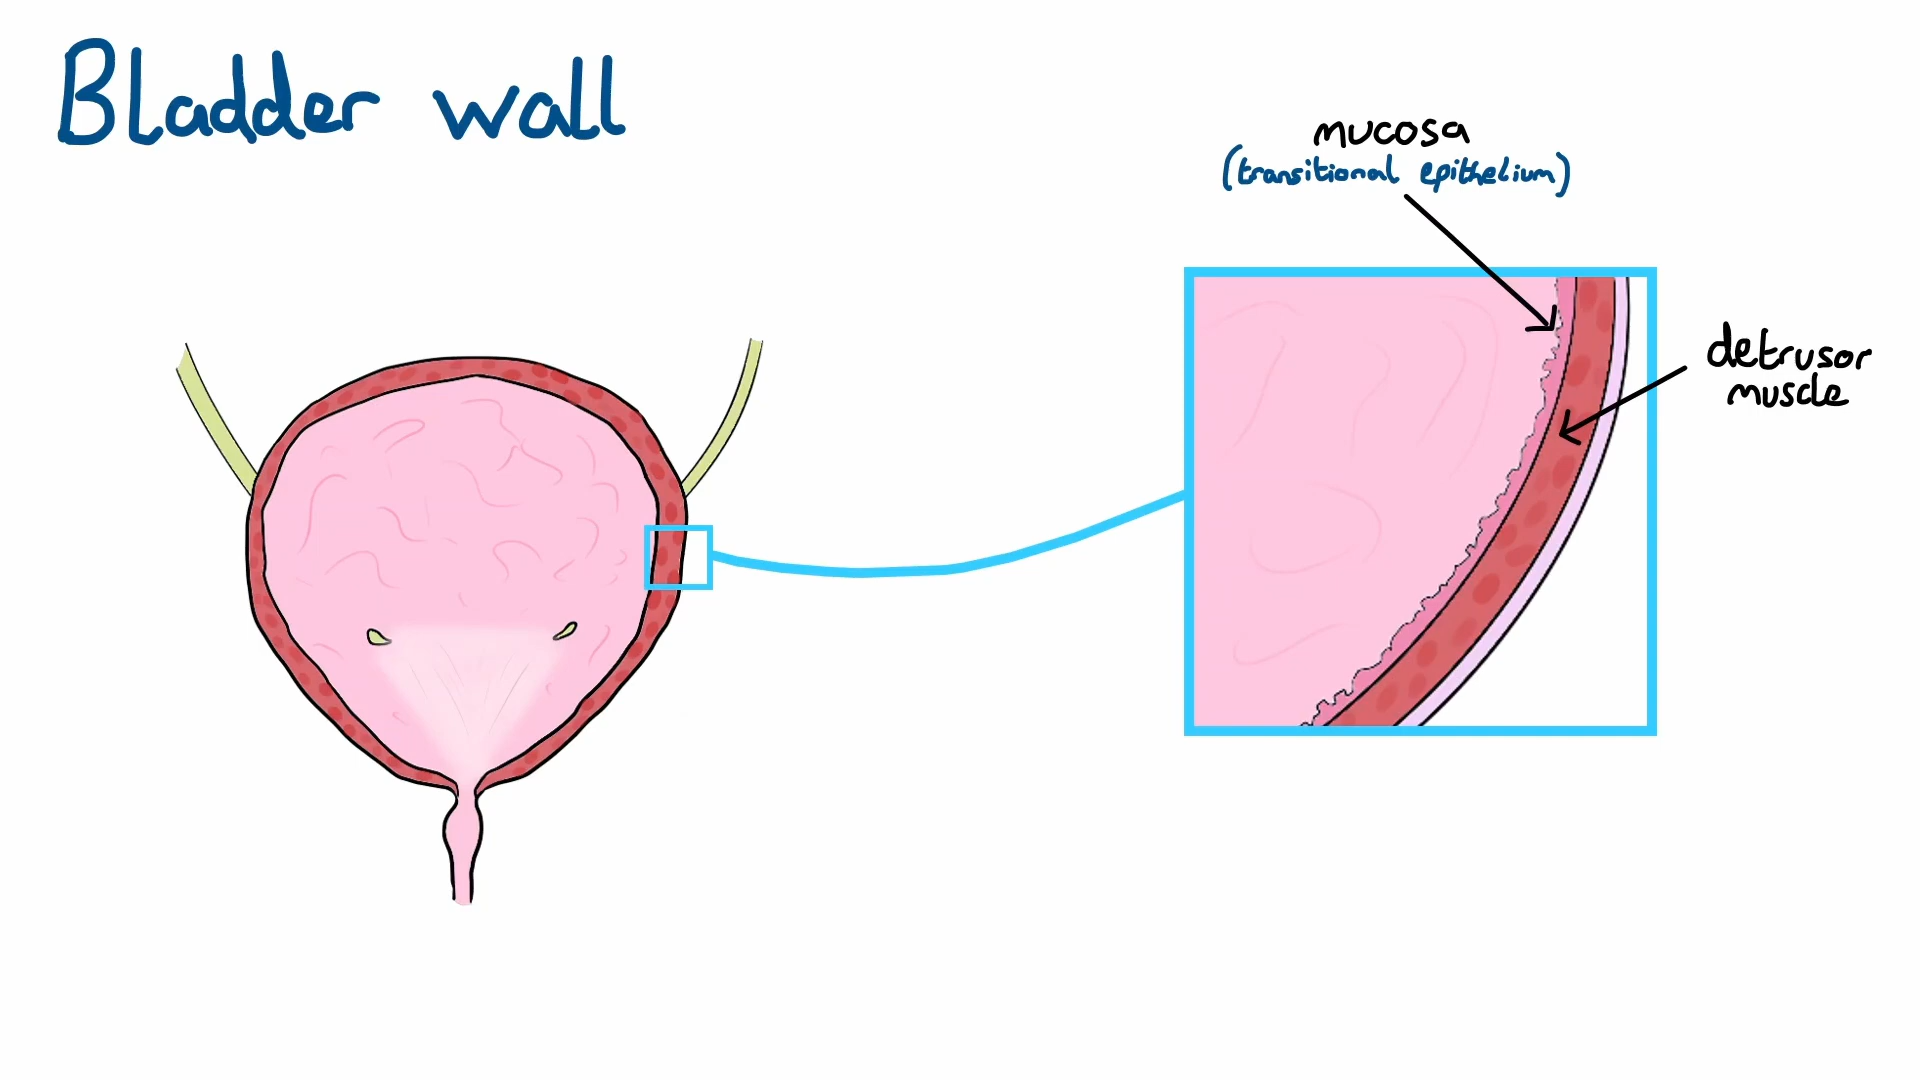 Bladder wall
mucosa
(transitional epithelium)
detrusor
muscle